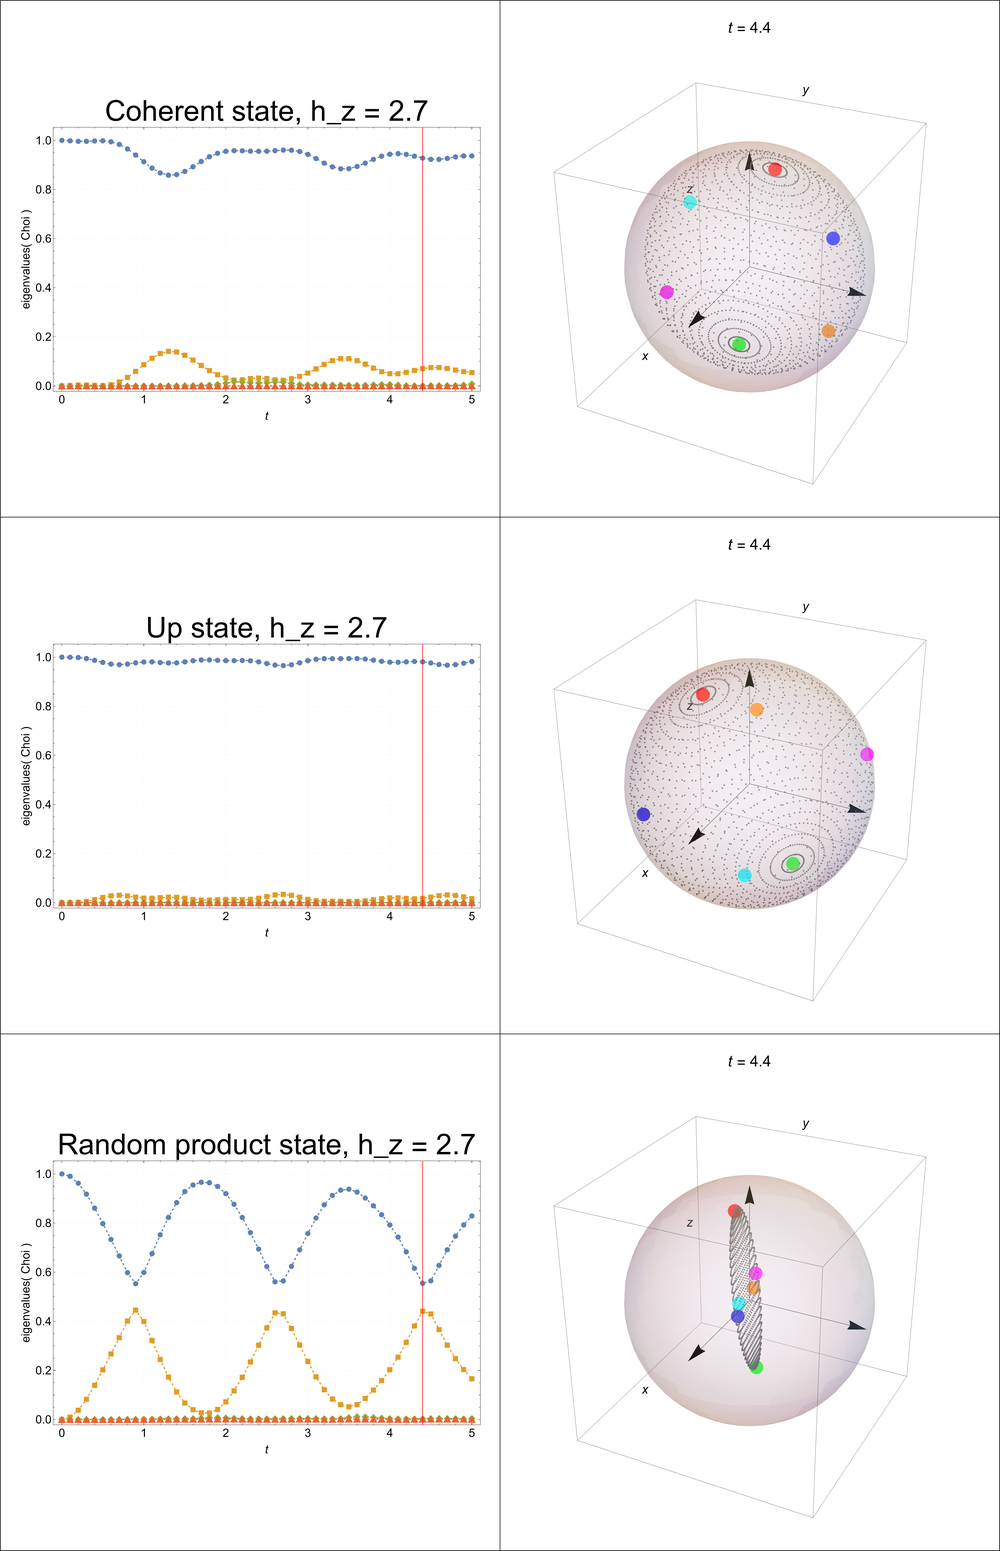 Coherent state, h_z = 2.7
eigenvalues( Choi )
1.0
0.8
0.6
0.4
0.2
0.0
0 1 2 3 4 5
t
t = 4.4
y
z
x
Up state, h_z = 2.7
eigenvalues( Choi )
1.0
0.8
0.6
0.4
0.2
0.0
0 1 2 3 4 5
t
t = 4.4
y
z
x
Random product state, h_z = 2.7
eigenvalues( Choi )
1.0
0.8
0.6
0.4
0.2
0.0
0 1 2 3 4 5
t
t = 4.4
y
z
x